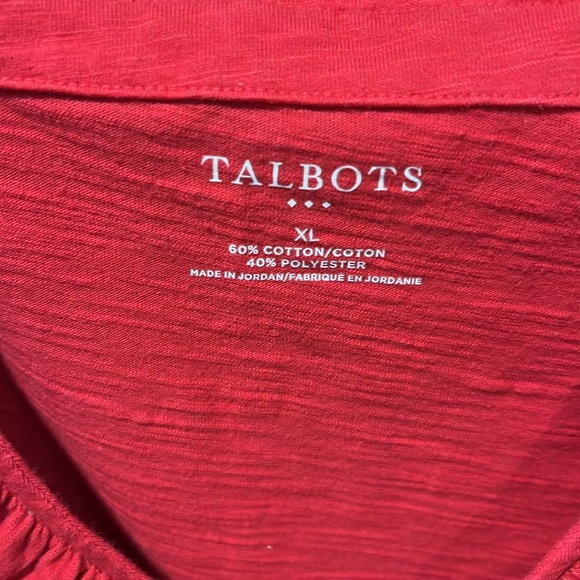 TALBOTS
XL
60% COTTON/COTON
40% POLYESTER
MADE IN JORDAN/FABRIQUÉ EN JORDANIE